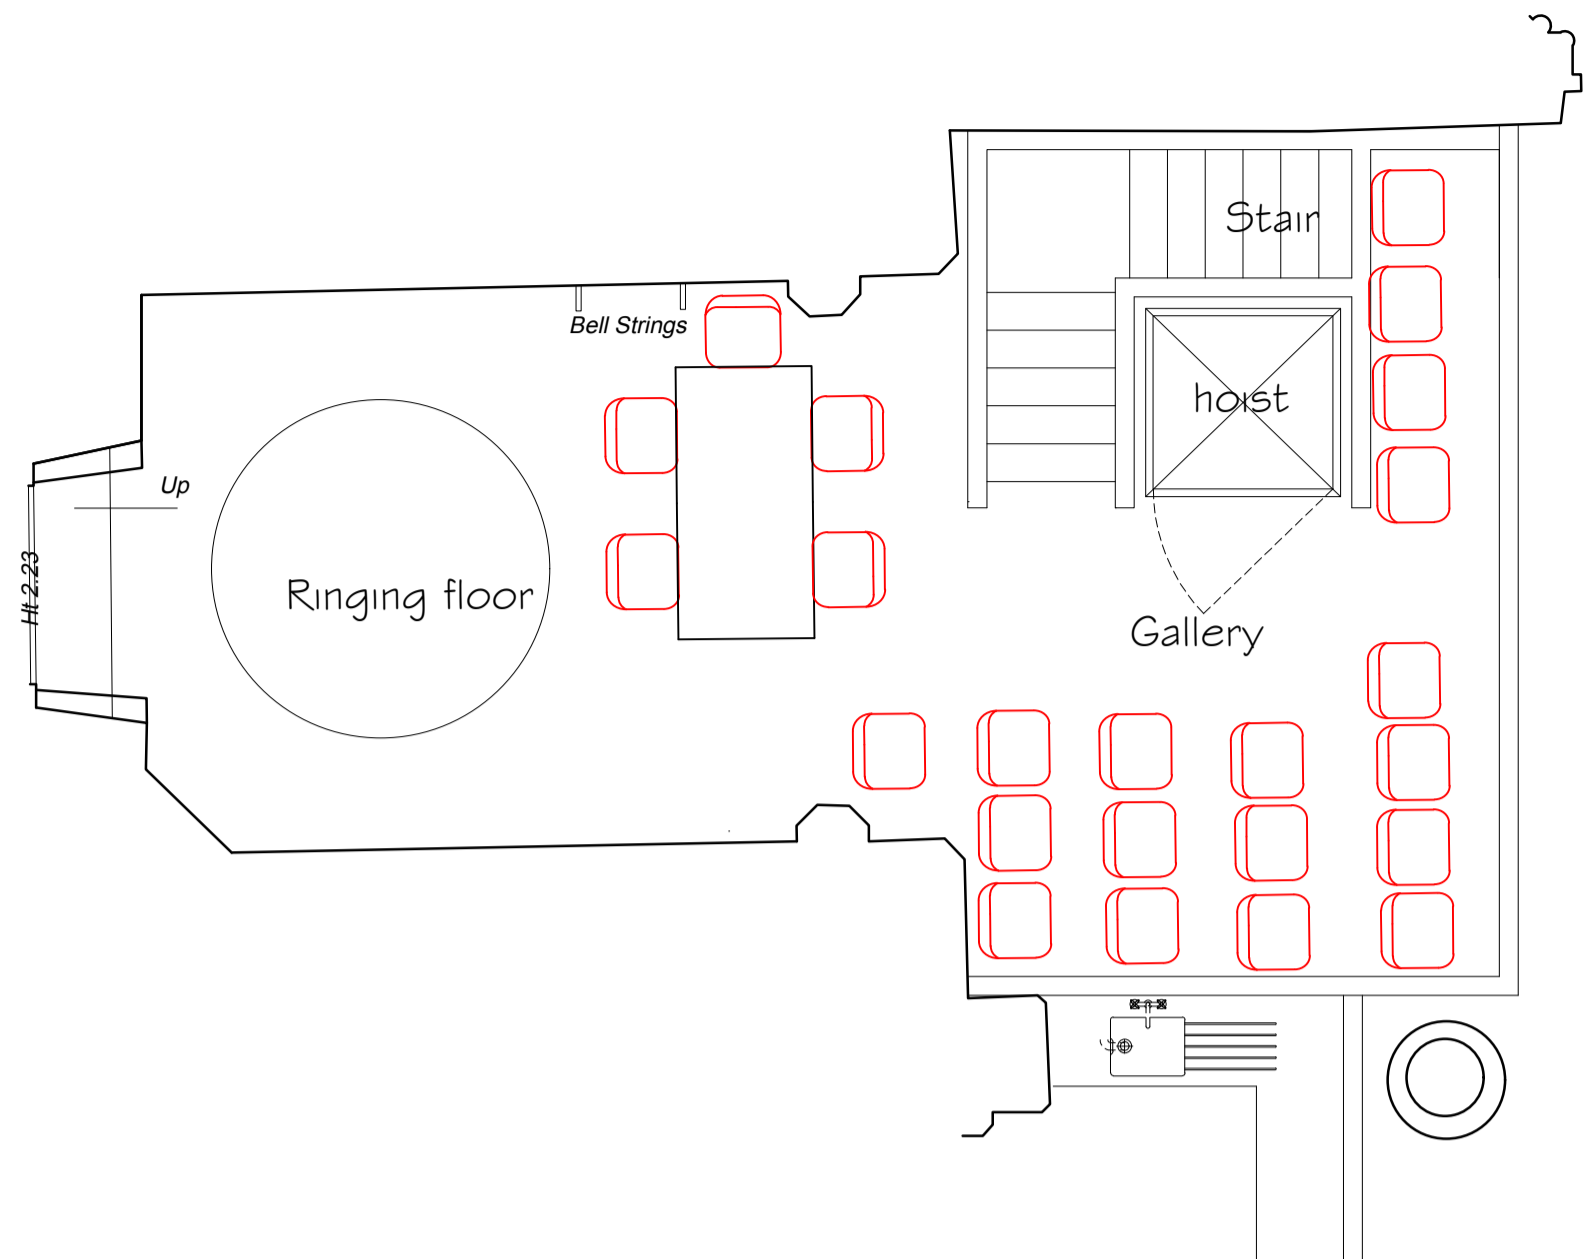 Stair
Bell Strings
hoist
Up
Ht 2.23
Ringing floor
Gallery